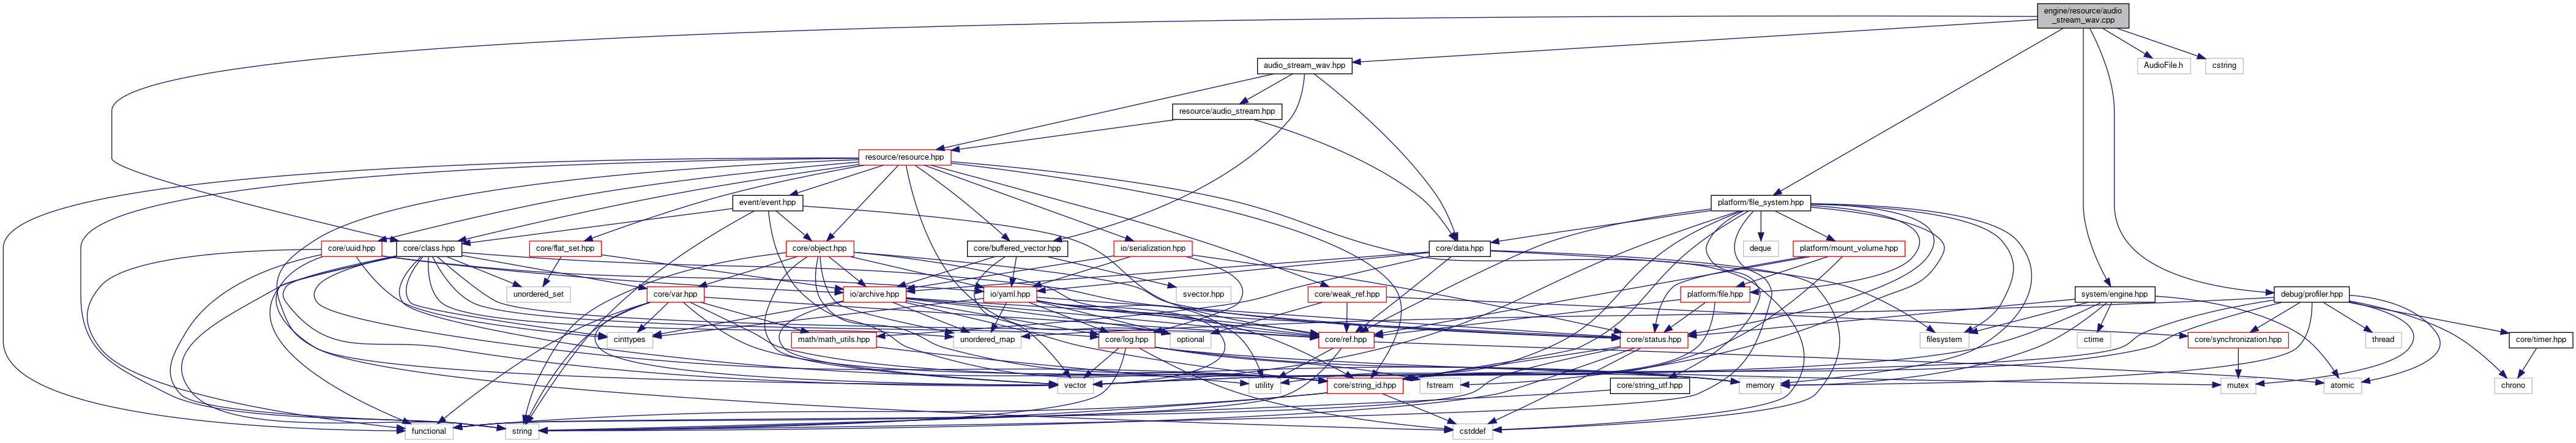 engine/resource/audio
_stream_wav.cpp
audio_stream_wav.hpp
AudioFile.h
cstring
resource/audio_stream.hpp
resource/resource.hpp
event/event.hpp
platform/file_system.hpp
core/uuid.hpp
core/class.hpp
core/flat_set.hpp
core/object.hpp
core/buffered_vector.hpp
io/serialization.hpp
core/data.hpp
deque
platform/mount_volume.hpp
unordered_set
core/var.hpp
io/archive.hpp
io/yaml.hpp
svector.hpp
core/weak_ref.hpp
platform/file.hpp
system/engine.hpp
debug/profiler.hpp
cinttypes
math/math_utils.hpp
unordered_map
core/log.hpp
optional
core/ref.hpp
core/status.hpp
filesystem
ctime
core/synchronization.hpp
thread
core/timer.hpp
vector
utility
core/string_id.hpp
fstream
core/string_utf.hpp
memory
mutex
atomic
chrono
functional
string
cstddef